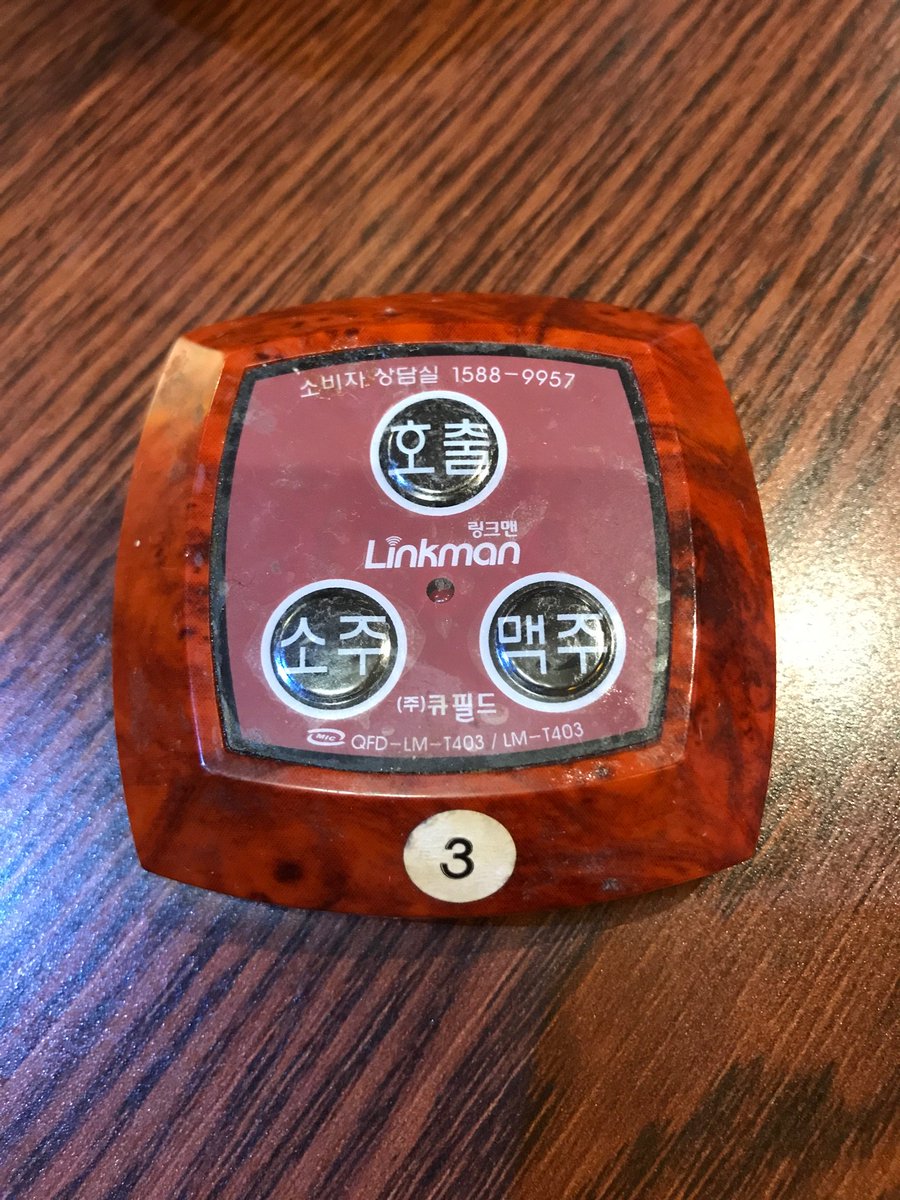 소비자 상담실 1588-9957
호출
링크맨
Linkman
소주 맥주
(주)큐필드
MIC QFD-LM-T403 / LM-T403
3